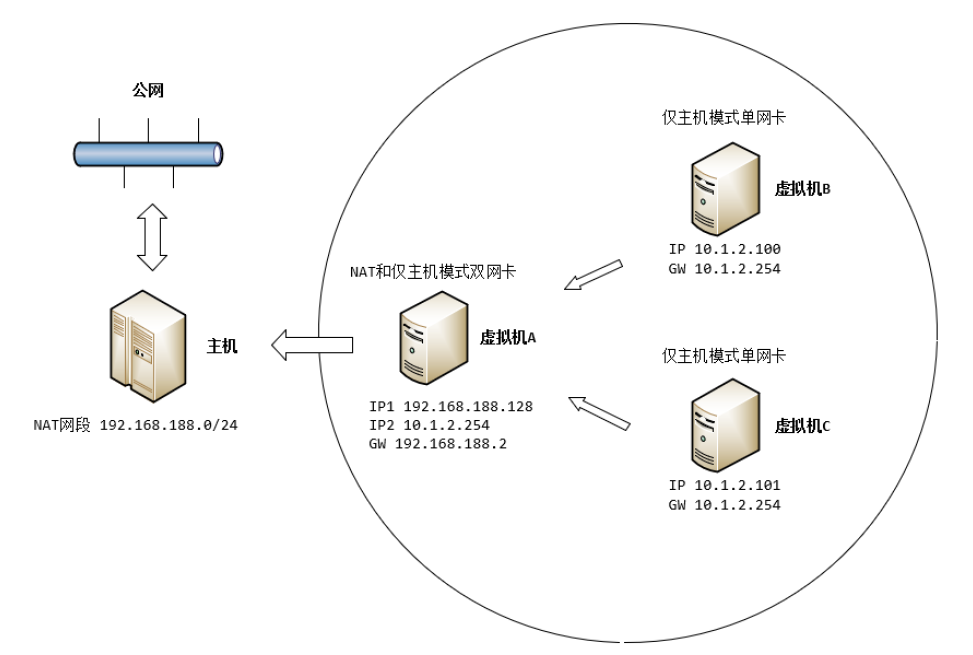 公网
主机
NAT网段 192.168.188.0/24
NAT和仅主机模式双网卡
虚拟机A
IP1 192.168.188.128
IP2 10.1.2.254
GW 192.168.188.2
仅主机模式单网卡
虚拟机B
IP 10.1.2.100
GW 10.1.2.254
仅主机模式单网卡
虚拟机C
IP 10.1.2.101
GW 10.1.2.254